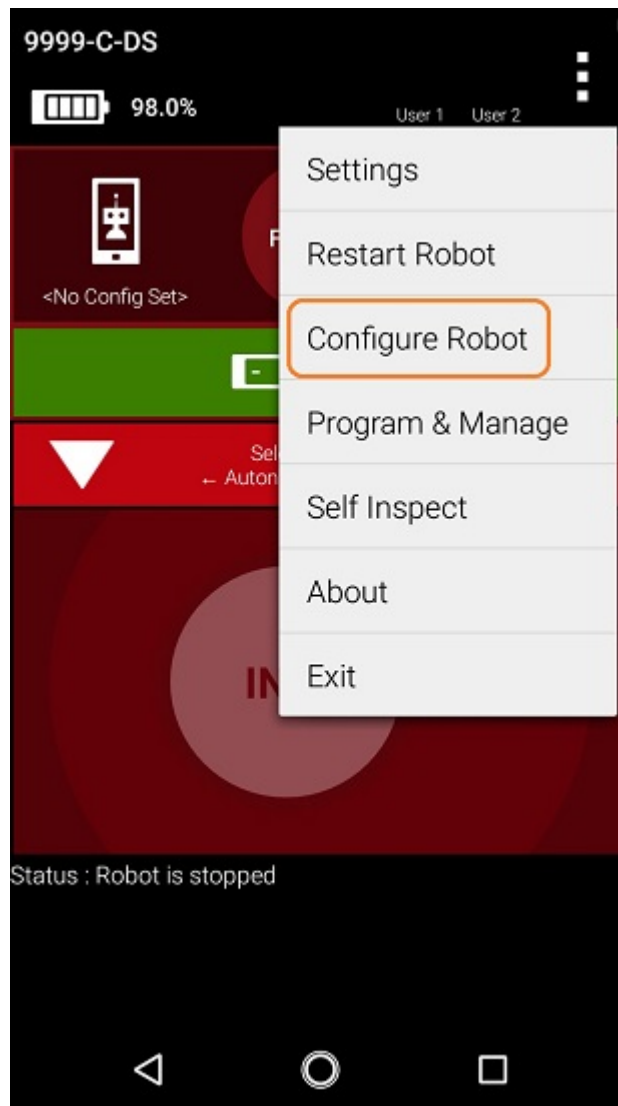 9999-C-DS
98.0%
User 1 User 2
Settings
Restart Robot
<No Config Set>
Configure Robot
Program & Manage
Self Inspect
About
Exit
Status : Robot is stopped